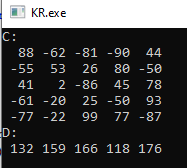 KR.exe
C:
88 -62 -81 -90 44
-55 53 26 80 -50
41 2 -86 45 78
-61 -20 25 -50 93
-77 -22 99 77 -87
D:
132 159 166 118 176